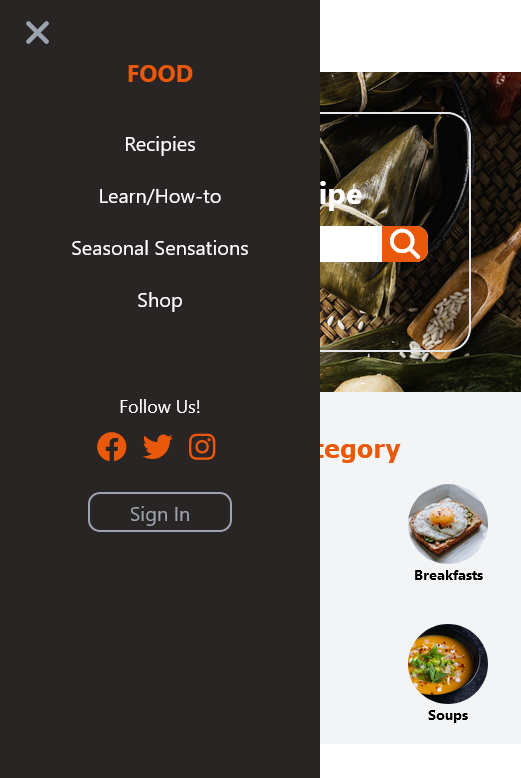 FOOD
Recipies
Learn/How-to
Seasonal Sensations
Shop
Follow Us!
Sign In
ipe
tegory
Breakfasts
Soups